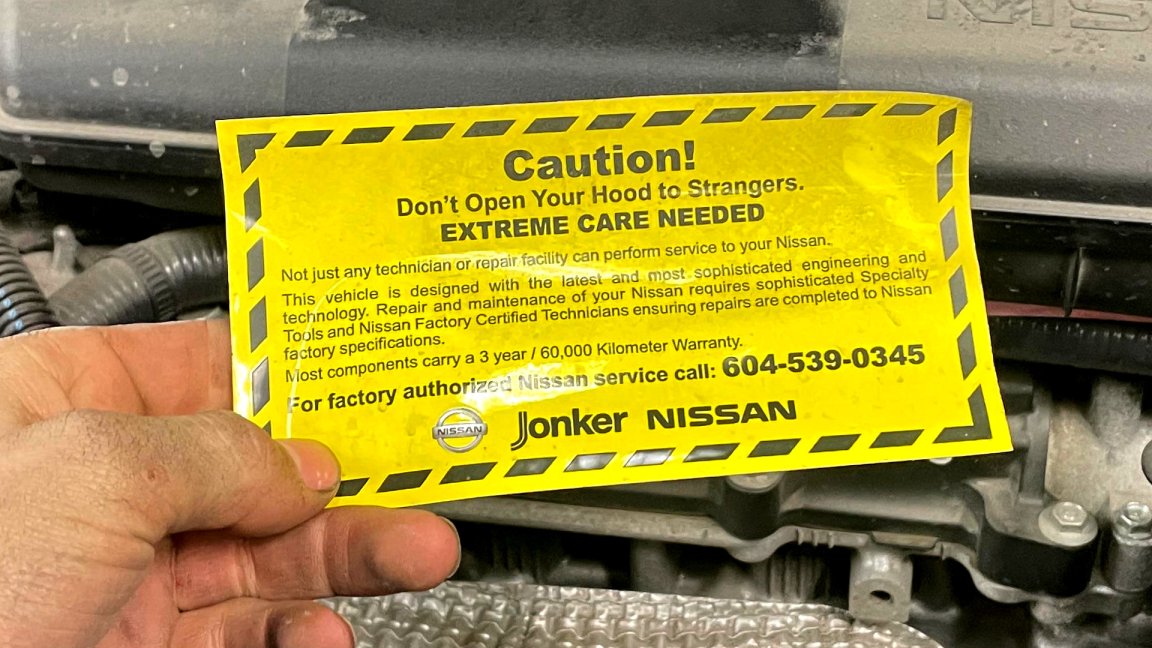 NIS
Caution!
Don't Open Your Hood to Strangers.
EXTREME CARE NEEDED
Not just any technician or repair facility can perform service to your Nissan.
This vehicle is designed with the latest and most sophisticated engineering and
technology. Repair and maintenance of your Nissan requires sophisticated Specialty
Tools and Nissan Factory Certified Technicians ensuring repairs are completed to Nissan
factory specifications.
Most components carry a 3 year / 60,000 Kilometer Warranty.
For factory authorized Nissan service call: 604-539-0345
NISSAN Jonker NISSAN